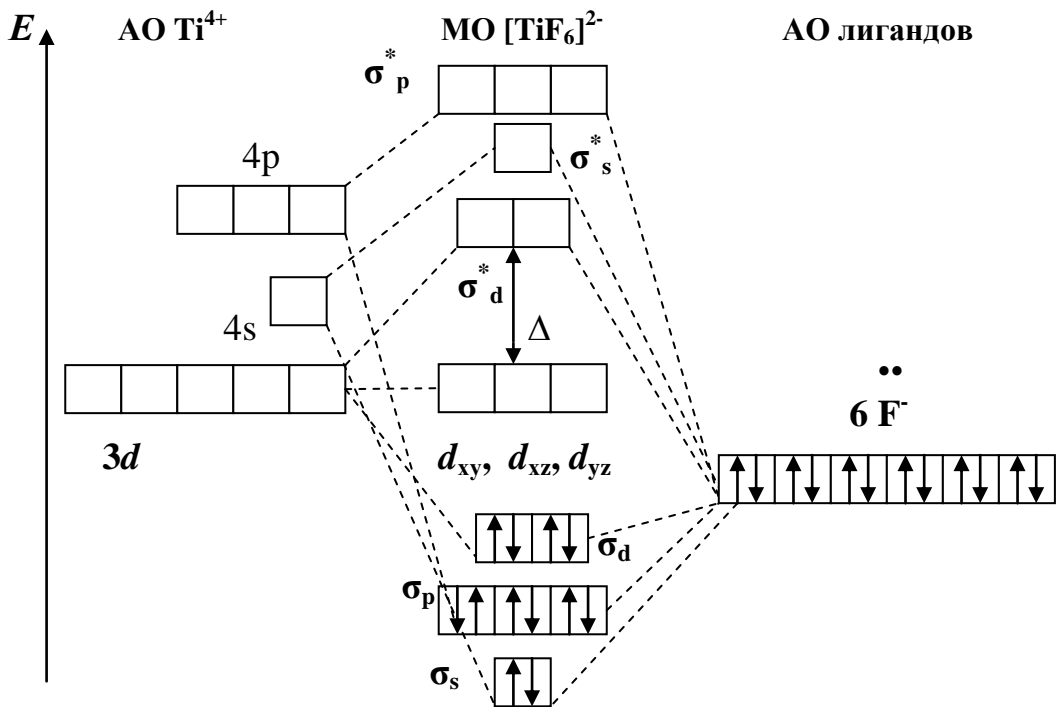 E
АО Ti⁴⁺
МО [TiF₆]²⁻
АО лигандов
σ*ₚ
4p
σ*ₛ
σ*d
4s
Δ
6 F⁻
3d
dxy, dxz, dyz
σd
σₚ
σₛ